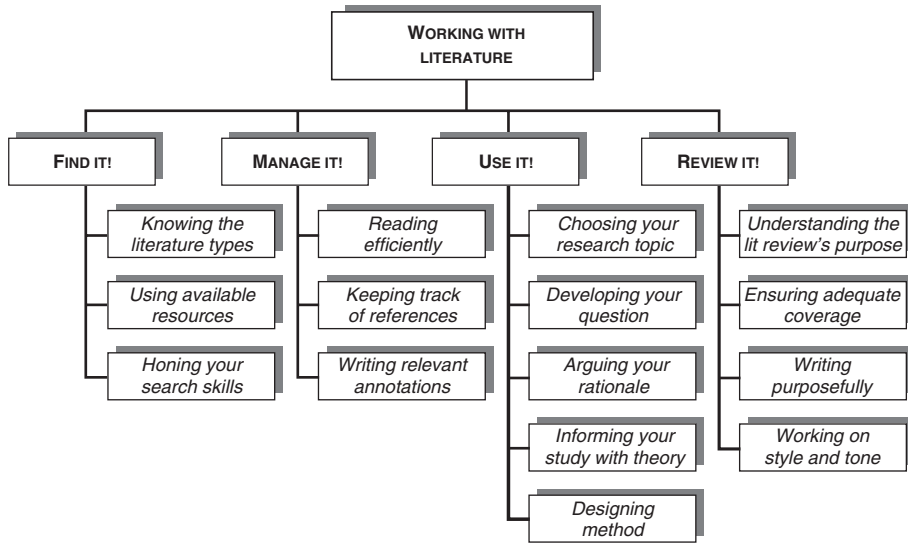 WORKING WITH
LITERATURE
FIND IT!
Knowing the
literature types
Using available
resources
Honing your
search skills
MANAGE IT!
Reading
efficiently
Keeping track
of references
Writing relevant
annotations
USE IT!
Choosing your
research topic
Developing your
question
Arguing your
rationale
Informing your
study with theory
Designing
method
REVIEW IT!
Understanding the
lit review's purpose
Ensuring adequate
coverage
Writing
purposefully
Working on
style and tone